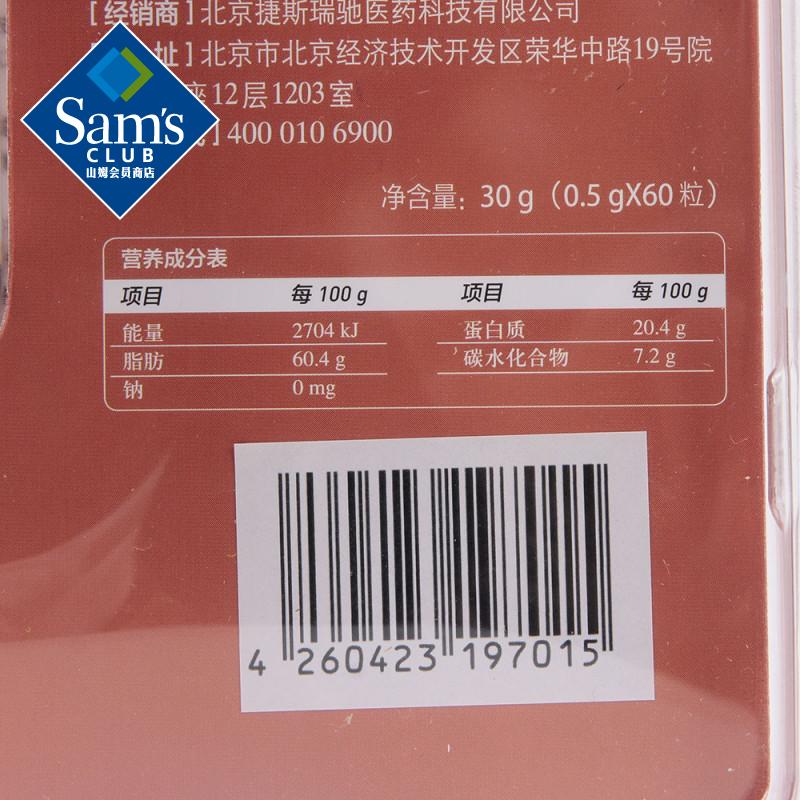 [经销商]北京捷斯瑞驰医药科技有限公司
址]北京市北京经济技术开发区荣华中路19号院
座12层1203室
]400 010 6900
Sam's
CLUB
山姆会员商店
净含量：30 g（0.5 gX60 粒）
营养成分表
项目 每 100 g 项目 每 100 g
能量 2704 kJ 蛋白质 20.4 g
脂肪 60.4 g 碳水化合物 7.2 g
钠 0 mg
4 260423 197015